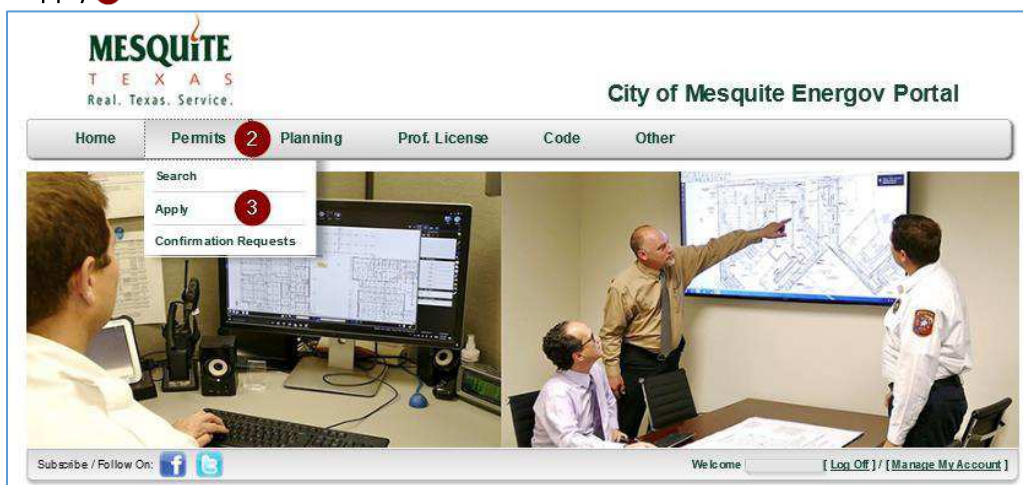 MESQUiTE
T E X A S
Real. Texas. Service.
City of Mesquite Energov Portal
Home Permits 2 Planning Prof. License Code Other
Search
Apply 3
Confirmation Requests
Subscribe / Follow On: f Welcome [ Log Off ] / [ Manage My Account ]